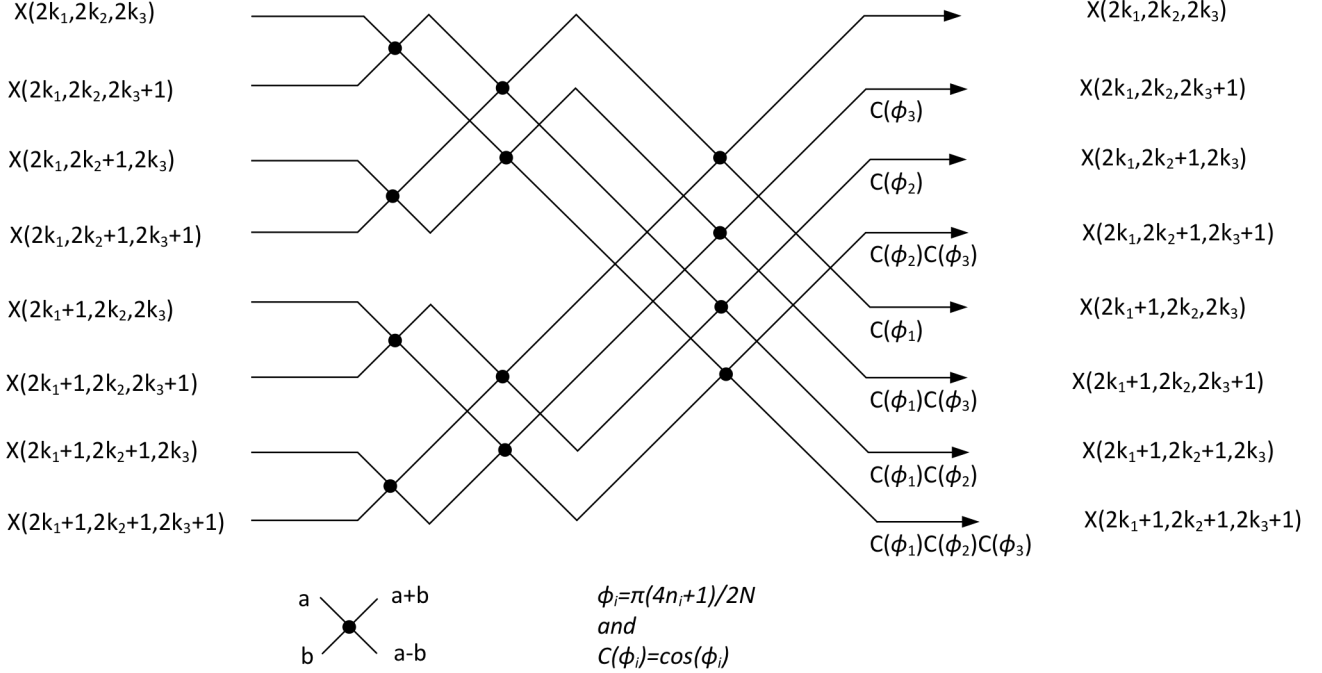 X(2k₁,2k₂,2k₃) X(2k₁,2k₂,2k₃)
X(2k₁,2k₂,2k₃+1) X(2k₁,2k₂,2k₃+1)
C(ϕ₃)
X(2k₁,2k₂+1,2k₃) X(2k₁,2k₂+1,2k₃)
C(ϕ₂)
X(2k₁,2k₂+1,2k₃+1) X(2k₁,2k₂+1,2k₃+1)
C(ϕ₂)C(ϕ₃)
X(2k₁+1,2k₂,2k₃) X(2k₁+1,2k₂,2k₃)
C(ϕ₁)
X(2k₁+1,2k₂,2k₃+1) X(2k₁+1,2k₂,2k₃+1)
C(ϕ₁)C(ϕ₃)
X(2k₁+1,2k₂+1,2k₃) X(2k₁+1,2k₂+1,2k₃)
C(ϕ₁)C(ϕ₂)
X(2k₁+1,2k₂+1,2k₃+1) X(2k₁+1,2k₂+1,2k₃+1)
C(ϕ₁)C(ϕ₂)C(ϕ₃)
a a+b
b a-b
ϕᵢ=π(4nᵢ+1)/2N
and
C(ϕᵢ)=cos(ϕᵢ)